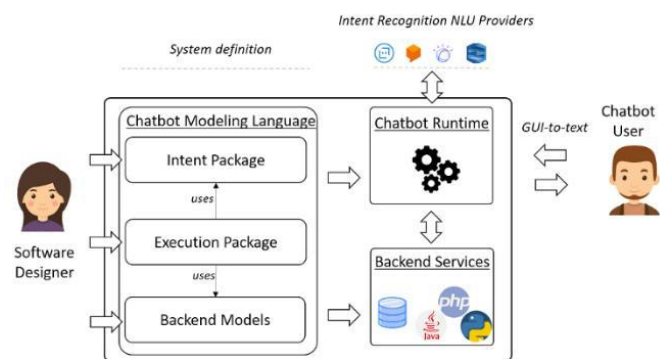 Intent Recognition NLU Providers
System definition
Chatbot Modeling Language
Intent Package
uses
Execution Package
uses
Backend Models
Software
Designer
Chatbot Runtime
Backend Services
php
Java
GUI-to-text
Chatbot
User